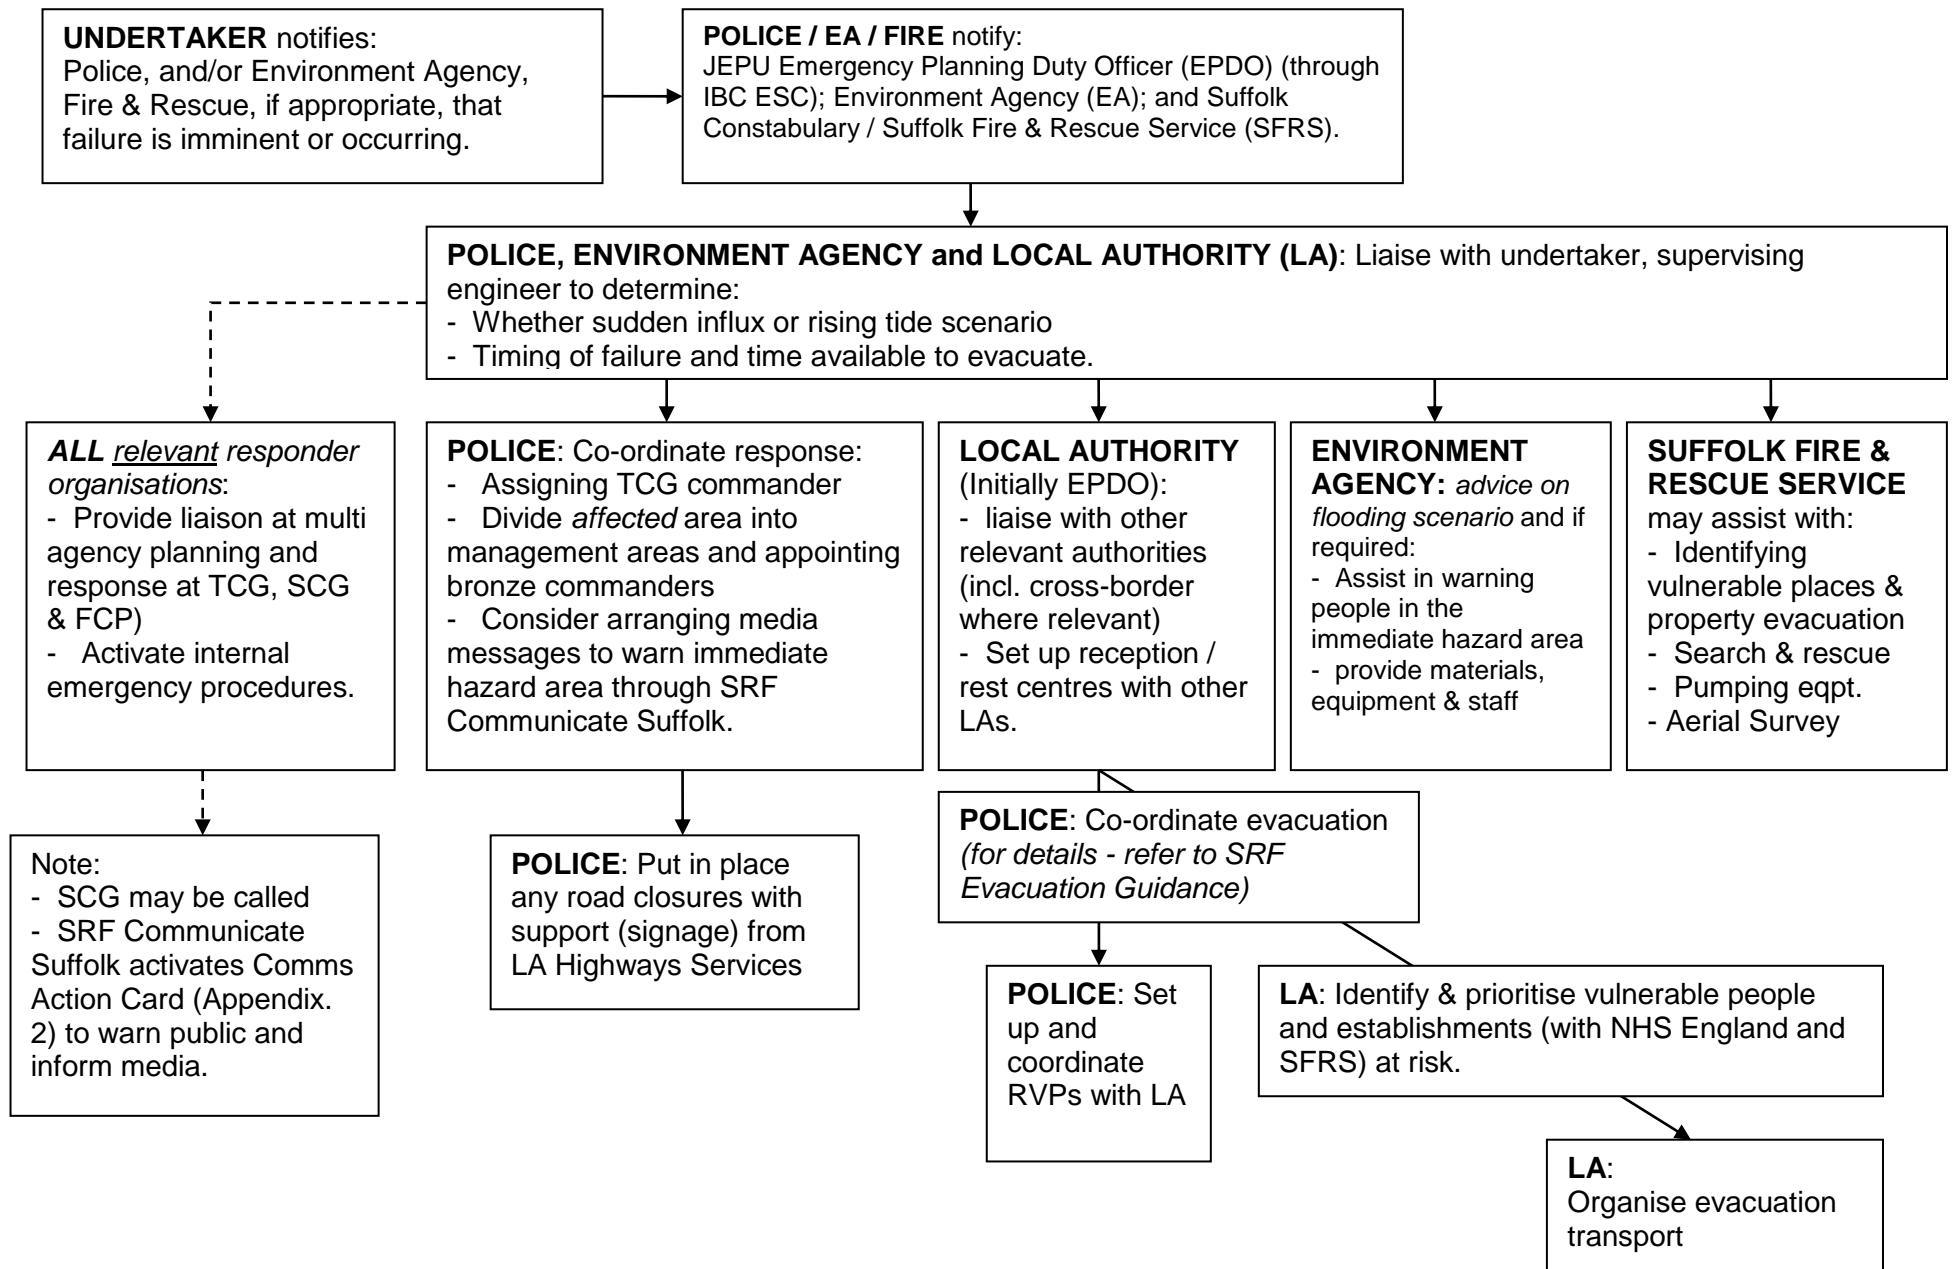 UNDERTAKER notifies:
Police, and/or Environment Agency,
Fire & Rescue, if appropriate, that
failure is imminent or occurring.
POLICE / EA / FIRE notify:
JEPU Emergency Planning Duty Officer (EPDO) (through
IBC ESC); Environment Agency (EA); and Suffolk
Constabulary / Suffolk Fire & Rescue Service (SFRS).
POLICE, ENVIRONMENT AGENCY and LOCAL AUTHORITY (LA): Liaise with undertaker, supervising
engineer to determine:
- Whether sudden influx or rising tide scenario
- Timing of failure and time available to evacuate.
ALL relevant responder
organisations:
- Provide liaison at multi
agency planning and
response at TCG, SCG
& FCP)
- Activate internal
emergency procedures.
POLICE: Co-ordinate response:
- Assigning TCG commander
- Divide affected area into
management areas and appointing
bronze commanders
- Consider arranging media
messages to warn immediate
hazard area through SRF
Communicate Suffolk.
LOCAL AUTHORITY
(Initially EPDO):
- liaise with other
relevant authorities
(incl. cross-border
where relevant)
- Set up reception /
rest centres with other
LAs.
ENVIRONMENT
AGENCY: advice on
flooding scenario and if
required:
- Assist in warning
people in the
immediate hazard area
- provide materials,
equipment & staff
SUFFOLK FIRE &
RESCUE SERVICE
may assist with:
- Identifying
vulnerable places &
property evacuation
- Search & rescue
- Pumping eqpt.
- Aerial Survey
Note:
- SCG may be called
- SRF Communicate
Suffolk activates Comms
Action Card (Appendix.
2) to warn public and
inform media.
POLICE: Put in place
any road closures with
support (signage) from
LA Highways Services
POLICE: Co-ordinate evacuation
(for details - refer to SRF
Evacuation Guidance)
POLICE: Set
up and
coordinate
RVPs with LA
LA: Identify & prioritise vulnerable people
and establishments (with NHS England and
SFRS) at risk.
LA:
Organise evacuation
transport